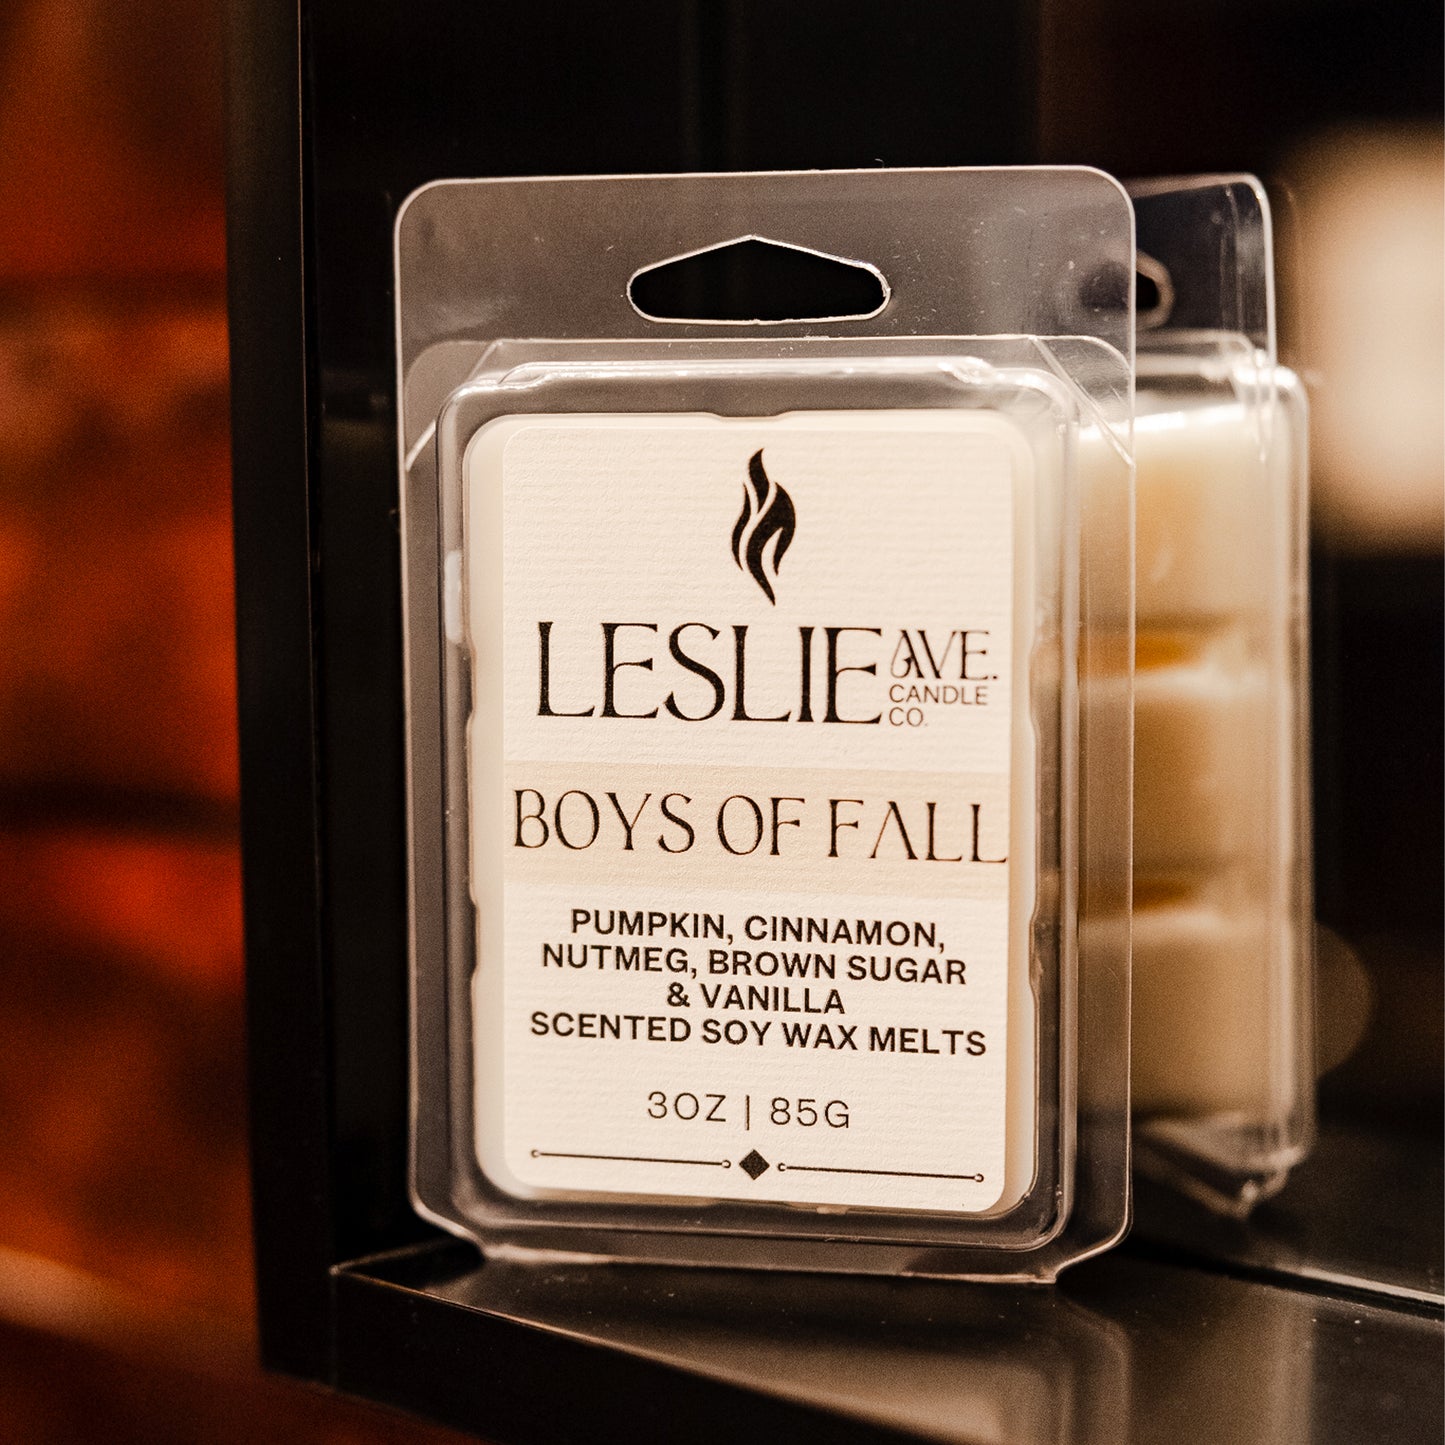 LESLIE AVE.
CANDLE
CO.
BOYS OF FALL
PUMPKIN, CINNAMON,
NUTMEG, BROWN SUGAR
& VANILLA
SCENTED SOY WAX MELTS
3OZ | 85G